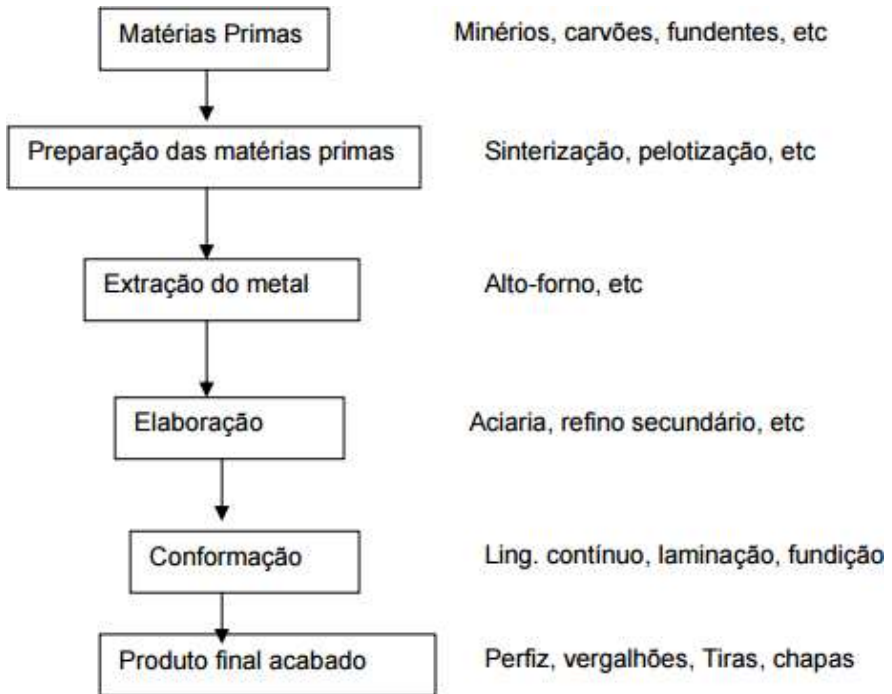 Matérias Primas Minérios, carvões, fundentes, etc
Preparação das matérias primas Sinterização, pelotização, etc
Extração do metal Alto-forno, etc
Elaboração Aciaria, refino secundário, etc
Conformação Ling. contínuo, laminação, fundição
Produto final acabado Perfiz, vergalhões, Tiras, chapas